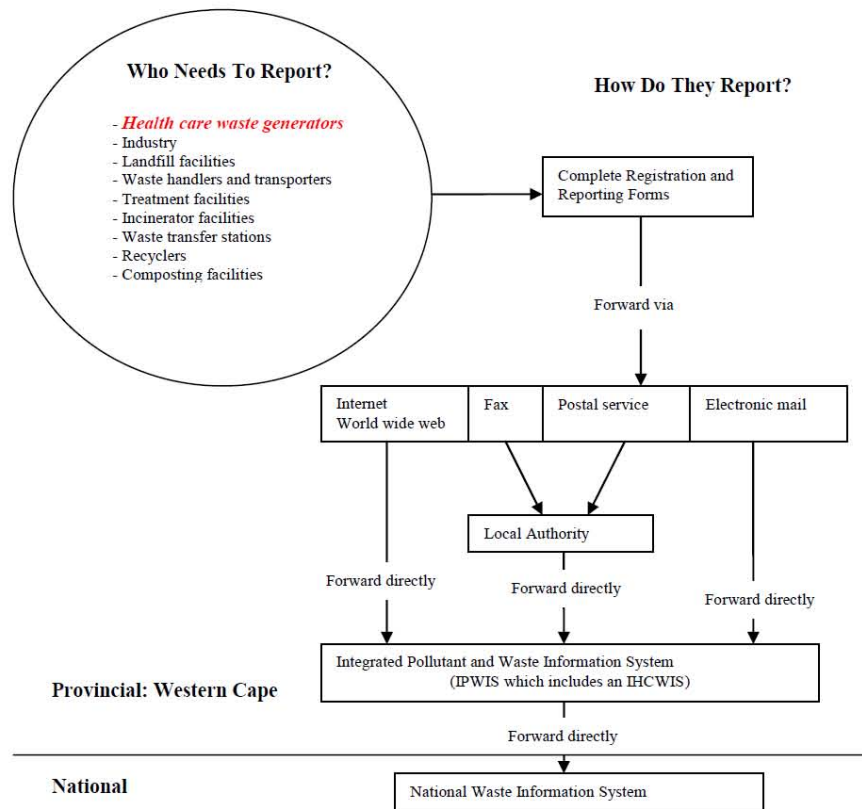 Who Needs To Report?
How Do They Report?
- Health care waste generators
- Industry
- Landfill facilities
- Waste handlers and transporters
- Treatment facilities
- Incinerator facilities
- Waste transfer stations
- Recyclers
- Composting facilities
Complete Registration and
Reporting Forms
Forward via
Internet
World wide web
Fax
Postal service
Electronic mail
Local Authority
Forward directly
Forward directly
Forward directly
Integrated Pollutant and Waste Information System
(IPWIS which includes an IHCWIS)
Provincial: Western Cape
Forward directly
National
National Waste Information System